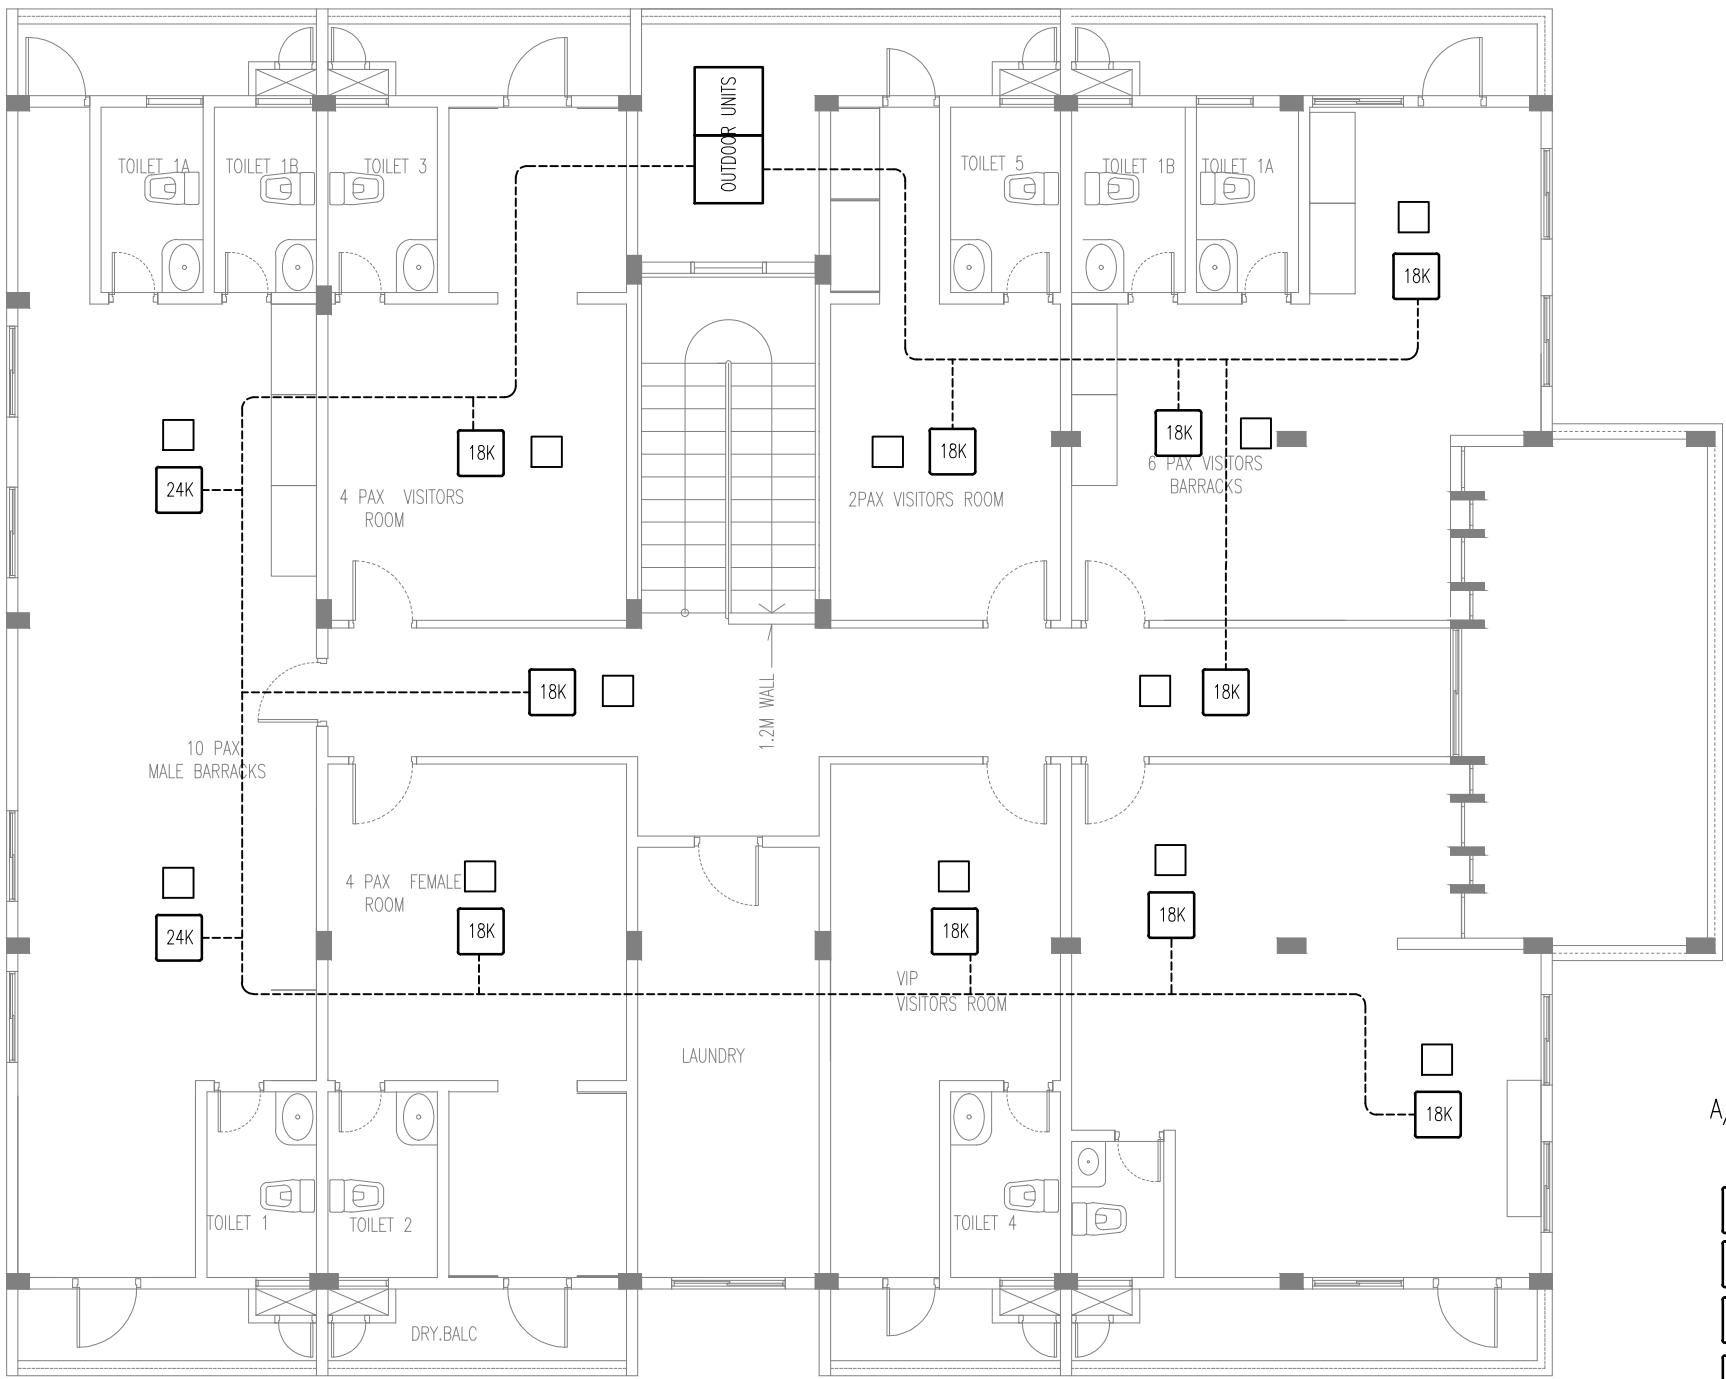 OUTDOOR UNITS
TOILET 1A
TOILET 1B
TOILET 3
TOILET 5
TOILET 1B
TOILET 1A
18K
18K
18K
18K
24K
4 PAX VISITORS
ROOM
2PAX VISITORS ROOM
6 PAX VISITORS
BARRACKS
18K
18K
1.2M WALL
10 PAX
MALE BARRACKS
4 PAX FEMALE
ROOM
24K
18K
18K
18K
VIP
VISITORS ROOM
LAUNDRY
18K
A/
TOILET 1
TOILET 2
TOILET 4
DRY.BALC